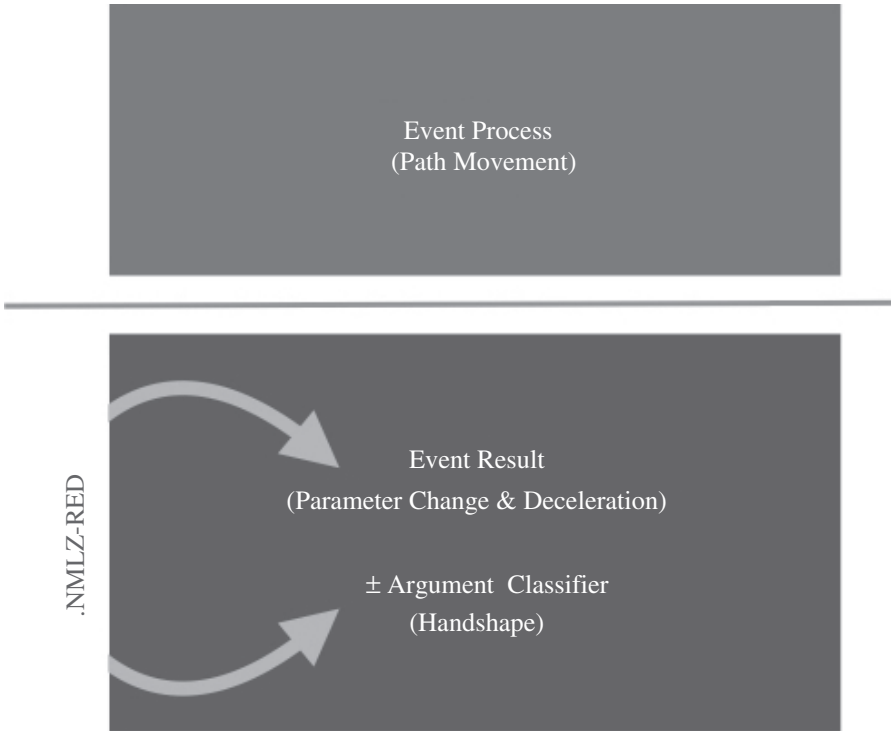 Event Process
(Path Movement)
.NMLZ-RED
Event Result
(Parameter Change & Deceleration)
± Argument Classifier
(Handshape)